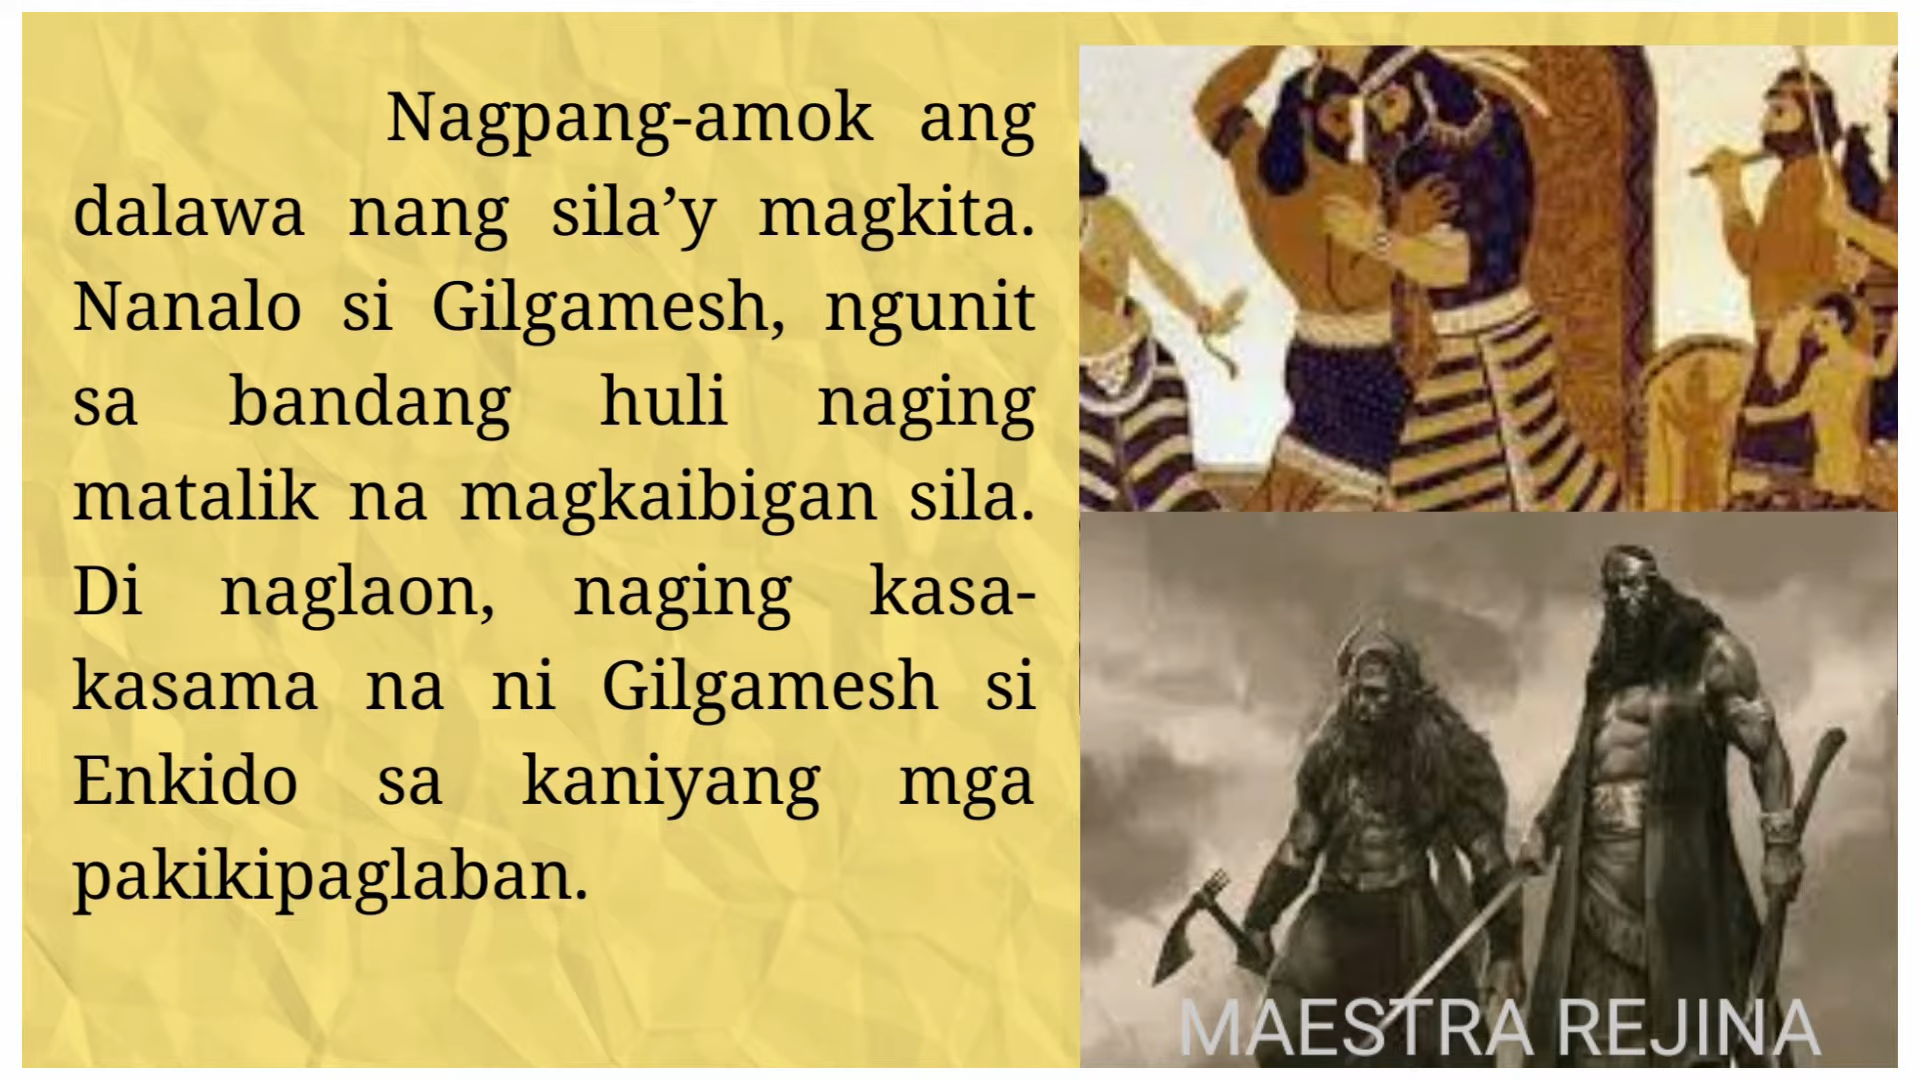 Nagpang-amok ang
dalawa nang sila’y magkita.
Nanalo si Gilgamesh, ngunit
sa bandang huli naging
matalik na magkaibigan sila.
Di naglaon, naging kasa-
kasama na ni Gilgamesh si
Enkido sa kaniyang mga
pakikipaglaban.
MAESTRA REJINA